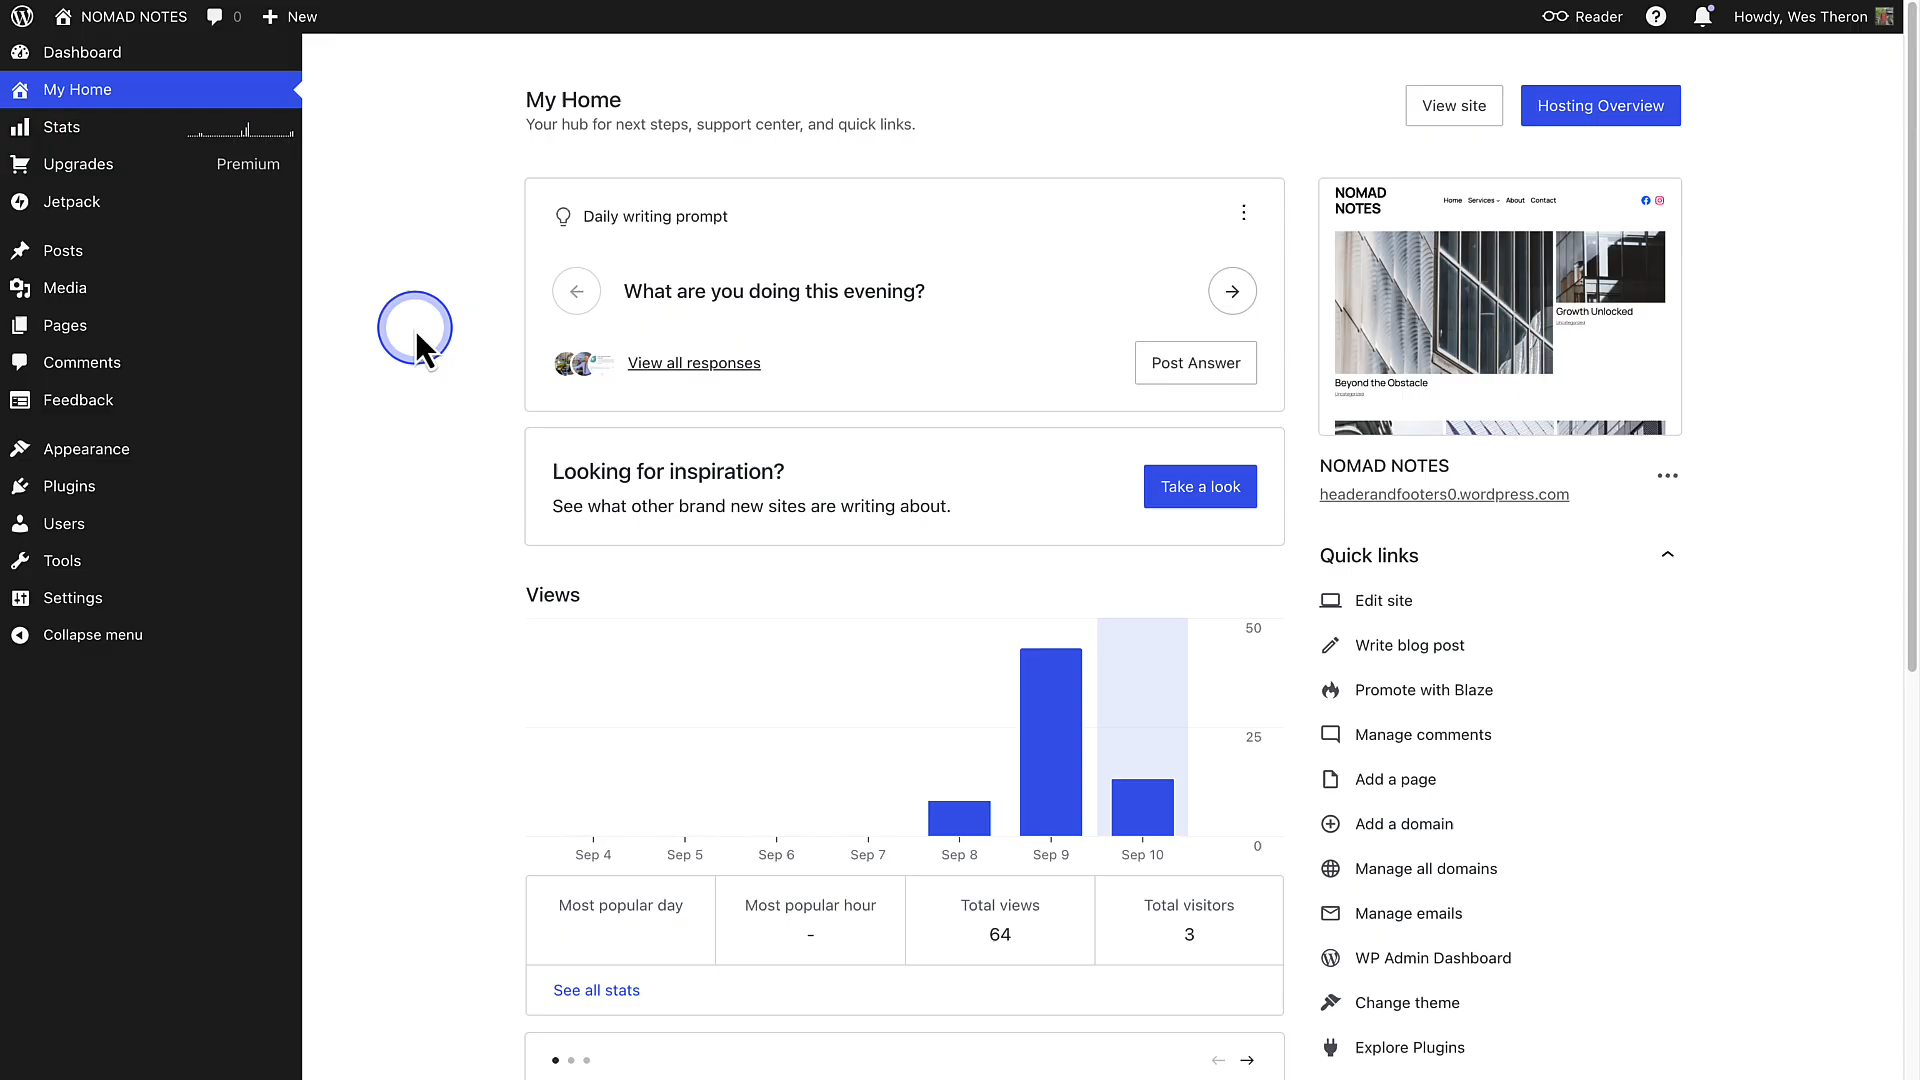 NOMAD NOTES
0
New
Reader
Howdy, Wes Theron
Dashboard
My Home
Stats
Upgrades
Premium
Jetpack
Posts
Media
Pages
Comments
Feedback
Appearance
Plugins
Users
Tools
Settings
Collapse menu
My Home
Your hub for next steps, support center, and quick links.
View site
Hosting Overview
Daily writing prompt
What are you doing this evening?
View all responses
Post Answer
Looking for inspiration?
See what other brand new sites are writing about.
Take a look
Views
50
25
0
Sep 4
Sep 5
Sep 6
Sep 7
Sep 8
Sep 9
Sep 10
Most popular day
Most popular hour
-
Total views
64
Total visitors
3
See all stats
NOMAD
NOTES
Home
Services
About
Contact
Growth Unlocked
Uncategorized
Beyond the Obstacle
Uncategorized
NOMAD NOTES
headerandfooters0.wordpress.com
Quick links
Edit site
Write blog post
Promote with Blaze
Manage comments
Add a page
Add a domain
Manage all domains
Manage emails
WP Admin Dashboard
Change theme
Explore Plugins